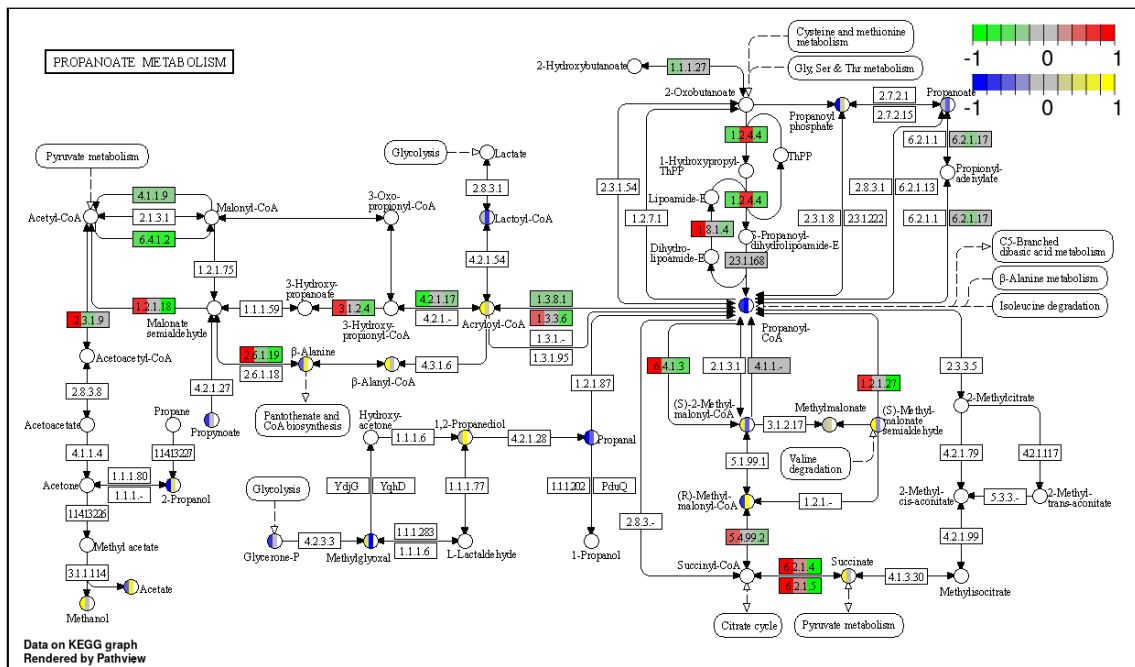 PROPANOATE METABOLISM
Cysteine and methionine
metabolism
Gly, Ser & Thr metabolism
-1
0
1
-1
0
1
2-Hydroxybutanoate
1.1.1.27
2-Oxobutanoate
Propanoyl
phosphate
2.7.2.1
2.7.2.15
Propanoate
1.2.4.4
ThPP
1-Hydroxypropyl-
ThPP
6.2.1.1
6.2.1.17
Propionyl-
adenylate
2.3.1.54
1.2.7.1
Lipoamide-E
1.2.4.4
2.3.1.8
2.3.1.222
2.8.3.1
6.2.1.13
6.2.1.1
6.2.1.17
1.8.1.4
S-Propanoyl-
dihydrolipoamide-E
Dihydro-
lipoamide-E
2.3.1.168
C5-Branched
dibasic acid metabolism
β-Alanine metabolism
Isoleucine degradation
Propanoyl-CoA
Pyruvate metabolism
Glycolysis
Lactate
2.8.3.1
Lactoyl-CoA
4.2.1.54
Acetyl-CoA
4.1.1.9
2.1.3.1
6.4.1.2
Malonyl-CoA
3-Oxo-
propionyl-CoA
1.2.1.75
1.2.1.18
Malonate
semialdehyde
1.1.1.59
3-Hydroxy-
propanoate
3.1.2.4
3-Hydroxy-
propionyl-CoA
4.2.1.17
4.2.1.-
Acryloyl-CoA
1.3.8.1
1.3.3.6
1.3.1.-
1.3.1.95
2.3.1.9
Acetoacetyl-CoA
2.6.1.19
2.6.1.18
β-Alanine
β-Alanyl-CoA
4.3.1.6
1.2.1.87
6.4.1.3
2.1.3.1
4.1.1.-
1.2.1.27
2.3.3.5
2.8.3.8
Acetoacetate
4.2.1.27
Propynoate
Pantothenate and
CoA biosynthesis
Propane
1.14.13.227
4.1.1.4
Acetone
1.1.1.80
1.1.1.-
2-Propanol
1.14.13.226
Methyl acetate
3.1.1.114
Acetate
Methanol
Hydroxy-
acetone
1.1.1.6
1,2-Propanediol
4.2.1.28
Propanal
YdjG
YqhD
1.1.1.77
1.1.1.202
PduQ
Glycolysis
Glycerone-P
4.2.3.3
Methylglyoxal
1.1.1.283
1.1.1.6
L-Lactaldehyde
1-Propanol
(S)-2-Methyl-
malonyl-CoA
3.1.2.17
Methylmalonate
(S)-Methyl-
malonate
semialdehyde
Valine
degradation
5.1.99.1
(R)-Methyl-
malonyl-CoA
1.2.1.-
2.8.3.-
5.4.99.2
Succinyl-CoA
6.2.1.4
6.2.1.5
Succinate
4.1.3.30
Methylisocitrate
2-Methylcitrate
4.2.1.79
4.2.1.117
2-Methyl-
cis-aconitate
5.3.3.-
2-Methyl-
trans-aconitate
4.2.1.99
Citrate cycle
Pyruvate metabolism
Data on KEGG graph
Rendered by Pathview